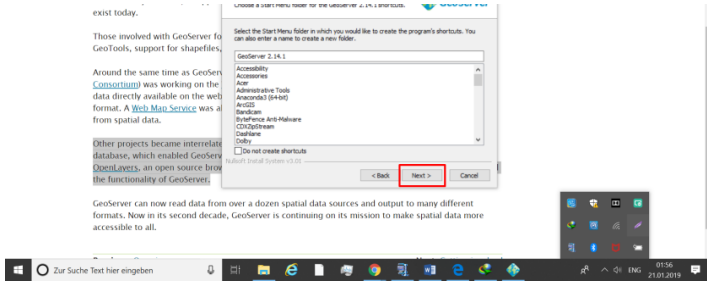 exist today.
Those involved with GeoServer fo
GeoTools, support for shapefiles,
Around the same time as GeoServ
Consortium) was working on the
data directly available on the web
format. A Web Map Service was al
from spatial data.
Other projects became interrelate
database, which enabled GeoServ
OpenLayers, an open source brow
the functionality of GeoServer.
GeoServer can now read data from over a dozen spatial data sources and output to many different
formats. Now in its second decade, GeoServer is continuing on its mission to make spatial data more
accessible to all.
Choose a Start Menu folder for the GeoServer 2.14.1 shortcuts.
GeoServer
Select the Start Menu folder in which you would like to create the program's shortcuts. You
can also enter a name to create a new folder.
GeoServer 2.14.1
Accessibility
Accessories
Acer
Administrative Tools
Anaconda3 (64-bit)
ArcGIS
Bandicam
ByteFence Anti-Malware
CDXZipStream
Dashlane
Dolby
Do not create shortcuts
Nullsoft Install System v3.01
< Back
Next >
Cancel
Zur Suche Text hier eingeben
ENG
01:56
21.01.2019